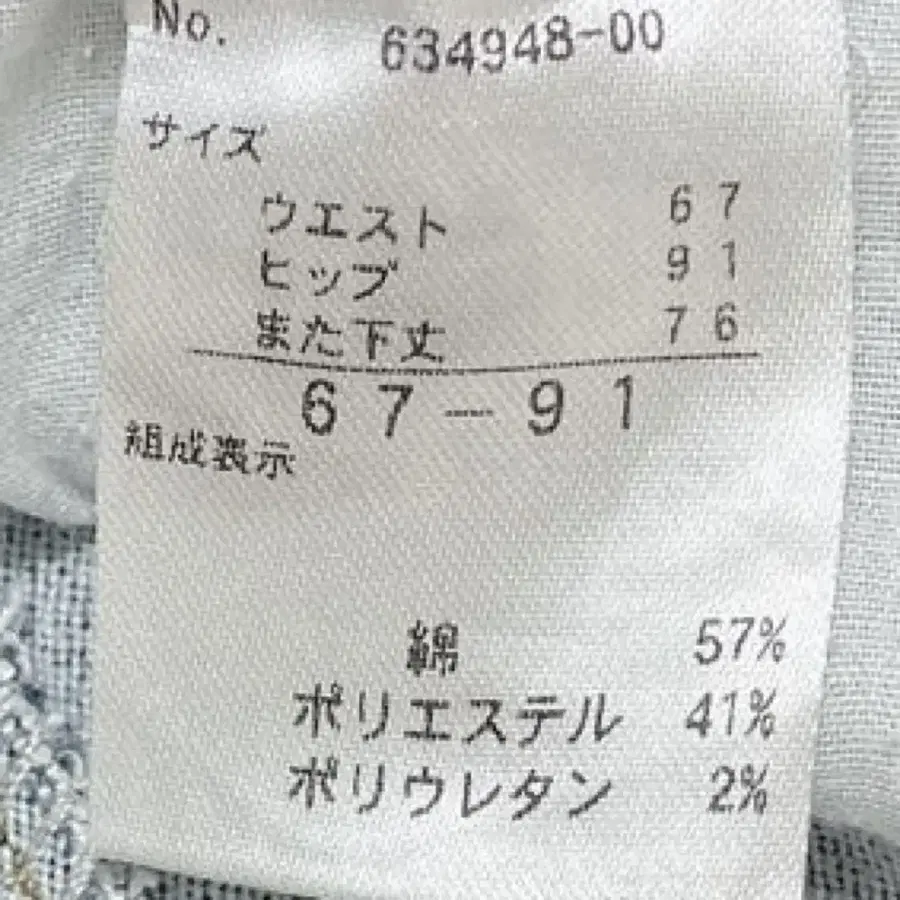 No. 634948-00
サイズ
ウエスト 67
ヒップ 91
また下丈 76
67-91
組成表示
綿 57%
ポリエステル 41%
ポリウレタン 2%